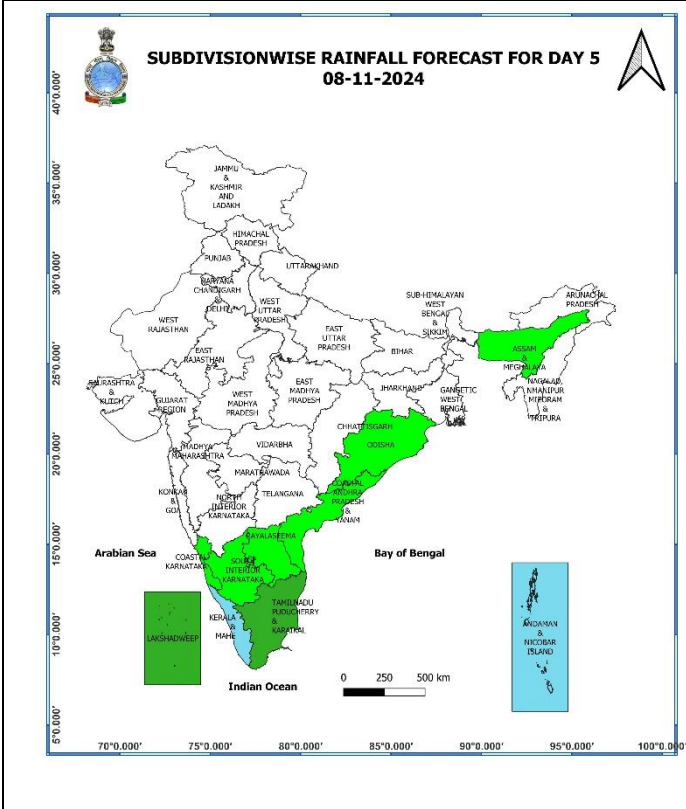 SUBDIVISIONWISE RAINFALL FORECAST FOR DAY 5
08-11-2024
40°0.000'
35°0.000'
30°0.000'
25°0.000'
20°0.000'
15°0.000'
10°0.000'
5°0.000'
JAMMU
&
KASHMIR
AND
LADAKH
HIMACHAL
PRADESH
PUNJAB
UTTARAKHAND
HARYANA
CHANDIGARH
&
DELHI
WEST
RAJASTHAN
WEST
UTTAR
PRADESH
EAST
UTTAR
PRADESH
SUB-HIMALAYAN
WEST
BENGAL
&
SIKKIM
ARUNACHAL
PRADESH
ASSAM
&
MEGHALAYA
EAST
RAJASTHAN
BIHAR
NAGALAD,
NMANIPUR
MIZORAM
&
TRIPURA
SAURASHTRA
&
KUTCH
GUJARAT
REGION
WEST
MADHYA
PRADESH
EAST
MADHYA
PRADESH
JHARKHAND
GANGETIC
WEST
BENGAL
CHHATTISGARH
ODISHA
MADHYA
MAHARASHTRA
VIDARBHA
MARATHWADA
KONKAN
&
GOA
NORTH
INTERIOR
KARNATAKA
TELANGANA
COASTAL
ANDHRA
PRADESH
&
YANAM
RAYALASEEMA
Arabian Sea
Bay of Bengal
COASTAL
KARNATAKA
SOUTH
INTERIOR
KARNATAKA
TAMILNADU
PUDUCHERRY
&
KARAIKAL
KERALA
&
MAHE
LAKSHADWEEP
ANDAMAN
&
NICOBAR
ISLAND
Indian Ocean
0 250 500 km
70°0.000' 75°0.000' 80°0.000' 85°0.000' 90°0.000' 95°0.000' 100°0.000'